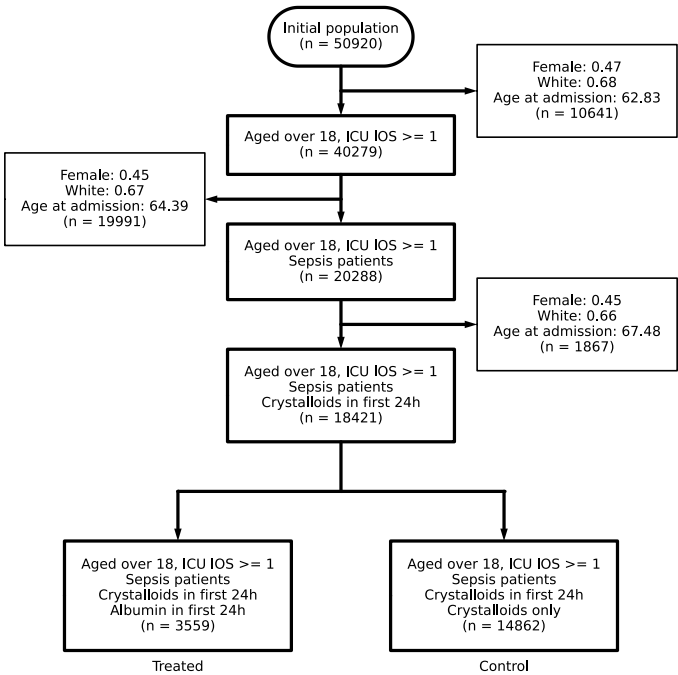 Initial population
(n = 50920)
Female: 0.47
White: 0.68
Age at admission: 62.83
(n = 10641)
Aged over 18, ICU lOS >= 1
(n = 40279)
Female: 0.45
White: 0.67
Age at admission: 64.39
(n = 19991)
Aged over 18, ICU lOS >= 1
Sepsis patients
(n = 20288)
Female: 0.45
White: 0.66
Age at admission: 67.48
(n = 1867)
Aged over 18, ICU lOS >= 1
Sepsis patients
Crystalloids in first 24h
(n = 18421)
Aged over 18, ICU lOS >= 1
Sepsis patients
Crystalloids in first 24h
Albumin in first 24h
(n = 3559)
Treated
Aged over 18, ICU lOS >= 1
Sepsis patients
Crystalloids in first 24h
Crystalloids only
(n = 14862)
Control